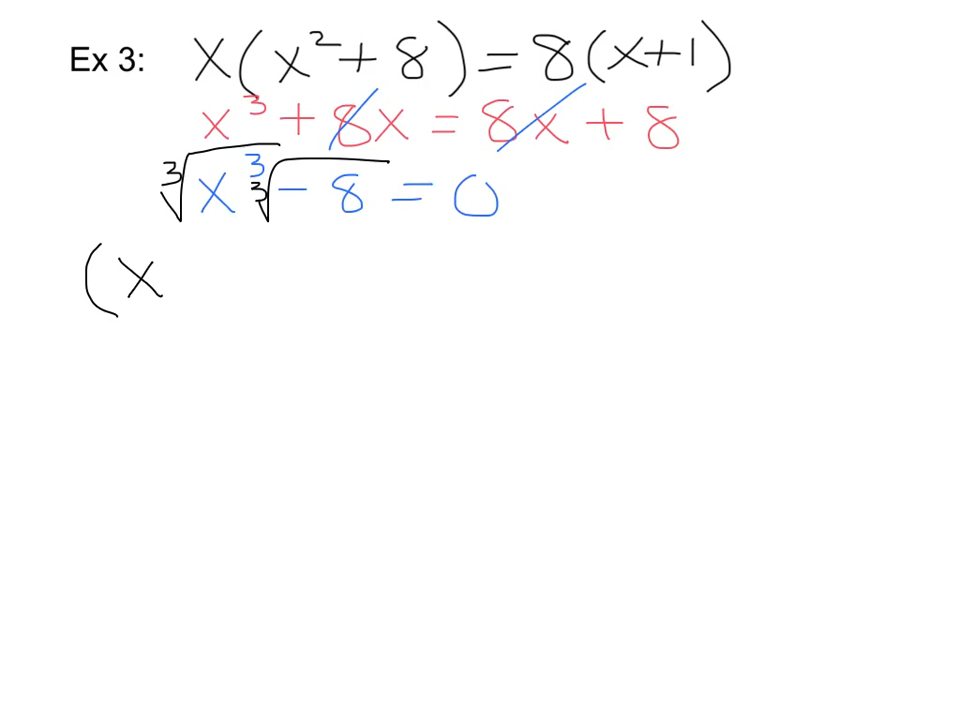 Ex 3: x(x²+8)=8(x+1)
x³+8x=8x+8
∛x³ ∛-8=0
(x